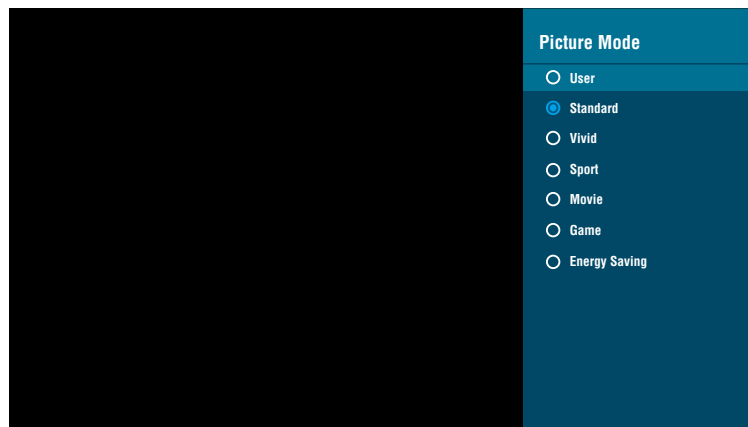 Picture Mode
User
Standard
Vivid
Sport
Movie
Game
Energy Saving